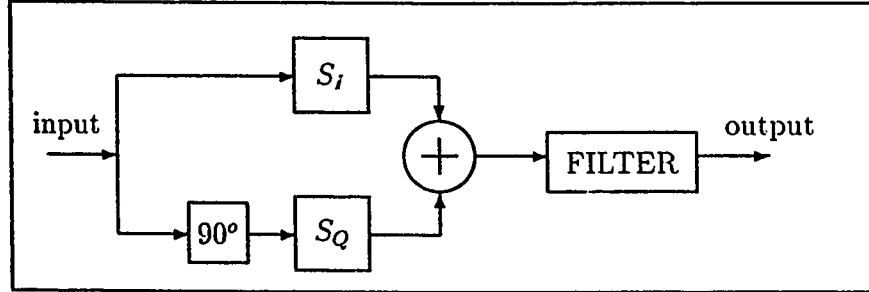 S_i
input
output
+
FILTER
90°
S_Q